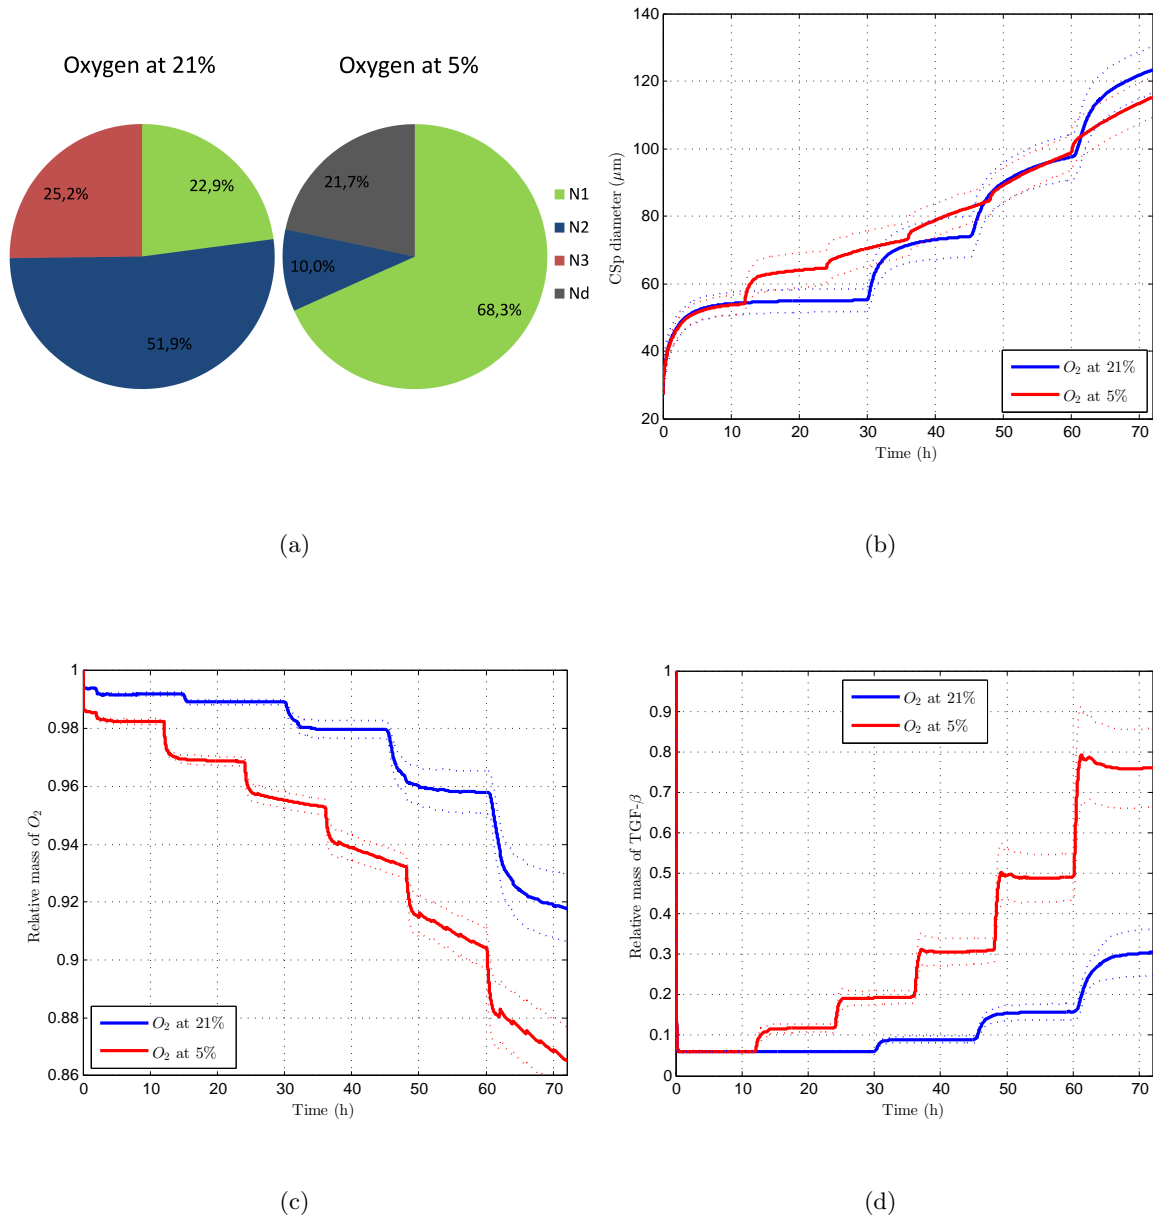 Oxygen at 21%
Oxygen at 5%
25,2%
22,9%
51,9%
21,7%
10,0%
68,3%
N1
N2
N3
Nd
(a)
140
120
100
80
60
40
20
CSp diameter (μm)
0 10 20 30 40 50 60 70
Time (h)
O₂ at 21%
O₂ at 5%
(b)
1
0.98
0.96
0.94
0.92
0.9
0.88
0.86
Relative mass of O₂
0 10 20 30 40 50 60 70
Time (h)
O₂ at 21%
O₂ at 5%
(c)
1
0.9
0.8
0.7
0.6
0.5
0.4
0.3
0.2
0.1
0
Relative mass of TGF-β
0 10 20 30 40 50 60 70
Time (h)
O₂ at 21%
O₂ at 5%
(d)